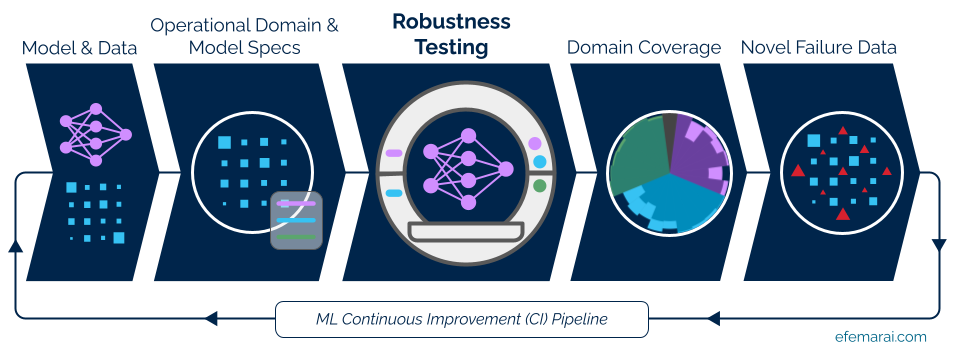 Model & Data
Operational Domain &
Model Specs
Robustness
Testing
Domain Coverage
Novel Failure Data
ML Continuous Improvement (CI) Pipeline
efemarai.com